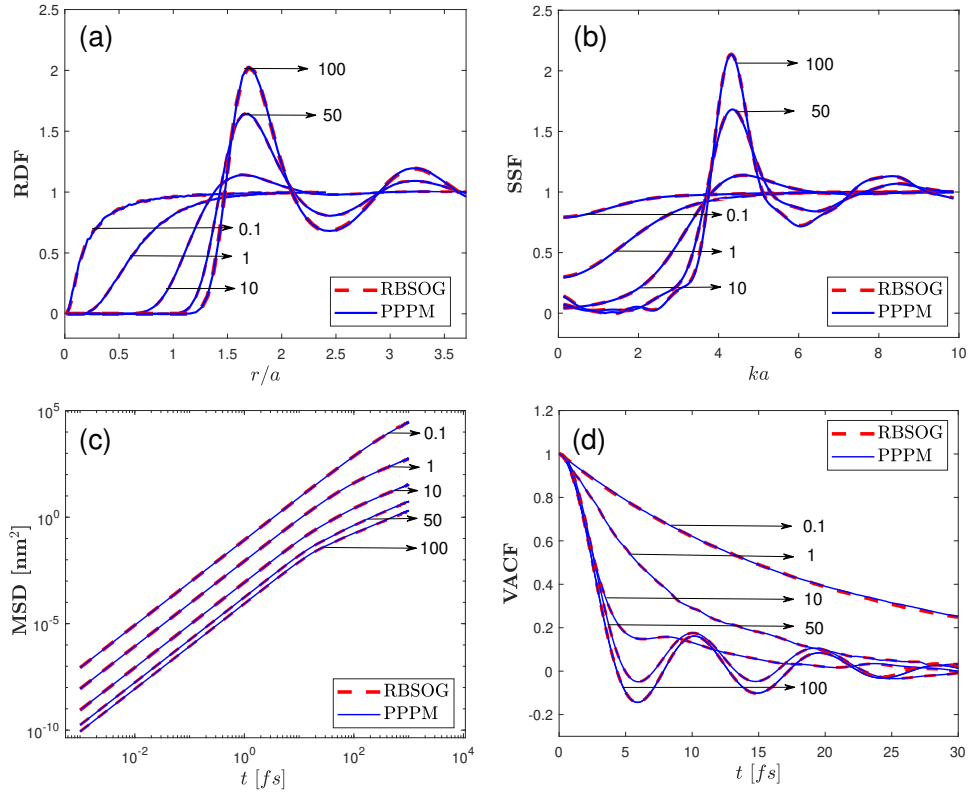 (a)
2.5
2
1.5
1
0.5
0
RDF
100
50
0.1
1
10
RBSOG
PPPM
0 0.5 1 1.5 2 2.5 3 3.5
r/a
(b)
2.5
2
1.5
1
0.5
0
SSF
100
50
0.1
1
10
RBSOG
PPPM
0 2 4 6 8 10
ka
(c)
10^5
10^0
10^-5
10^-10
MSD [nm^2]
0.1
1
10
50
100
RBSOG
PPPM
10^-2 10^0 10^2 10^4
t [fs]
(d)
1.2
1
0.8
0.6
0.4
0.2
0
-0.2
VACF
RBSOG
PPPM
0.1
1
10
50
100
0 5 10 15 20 25 30
t [fs]